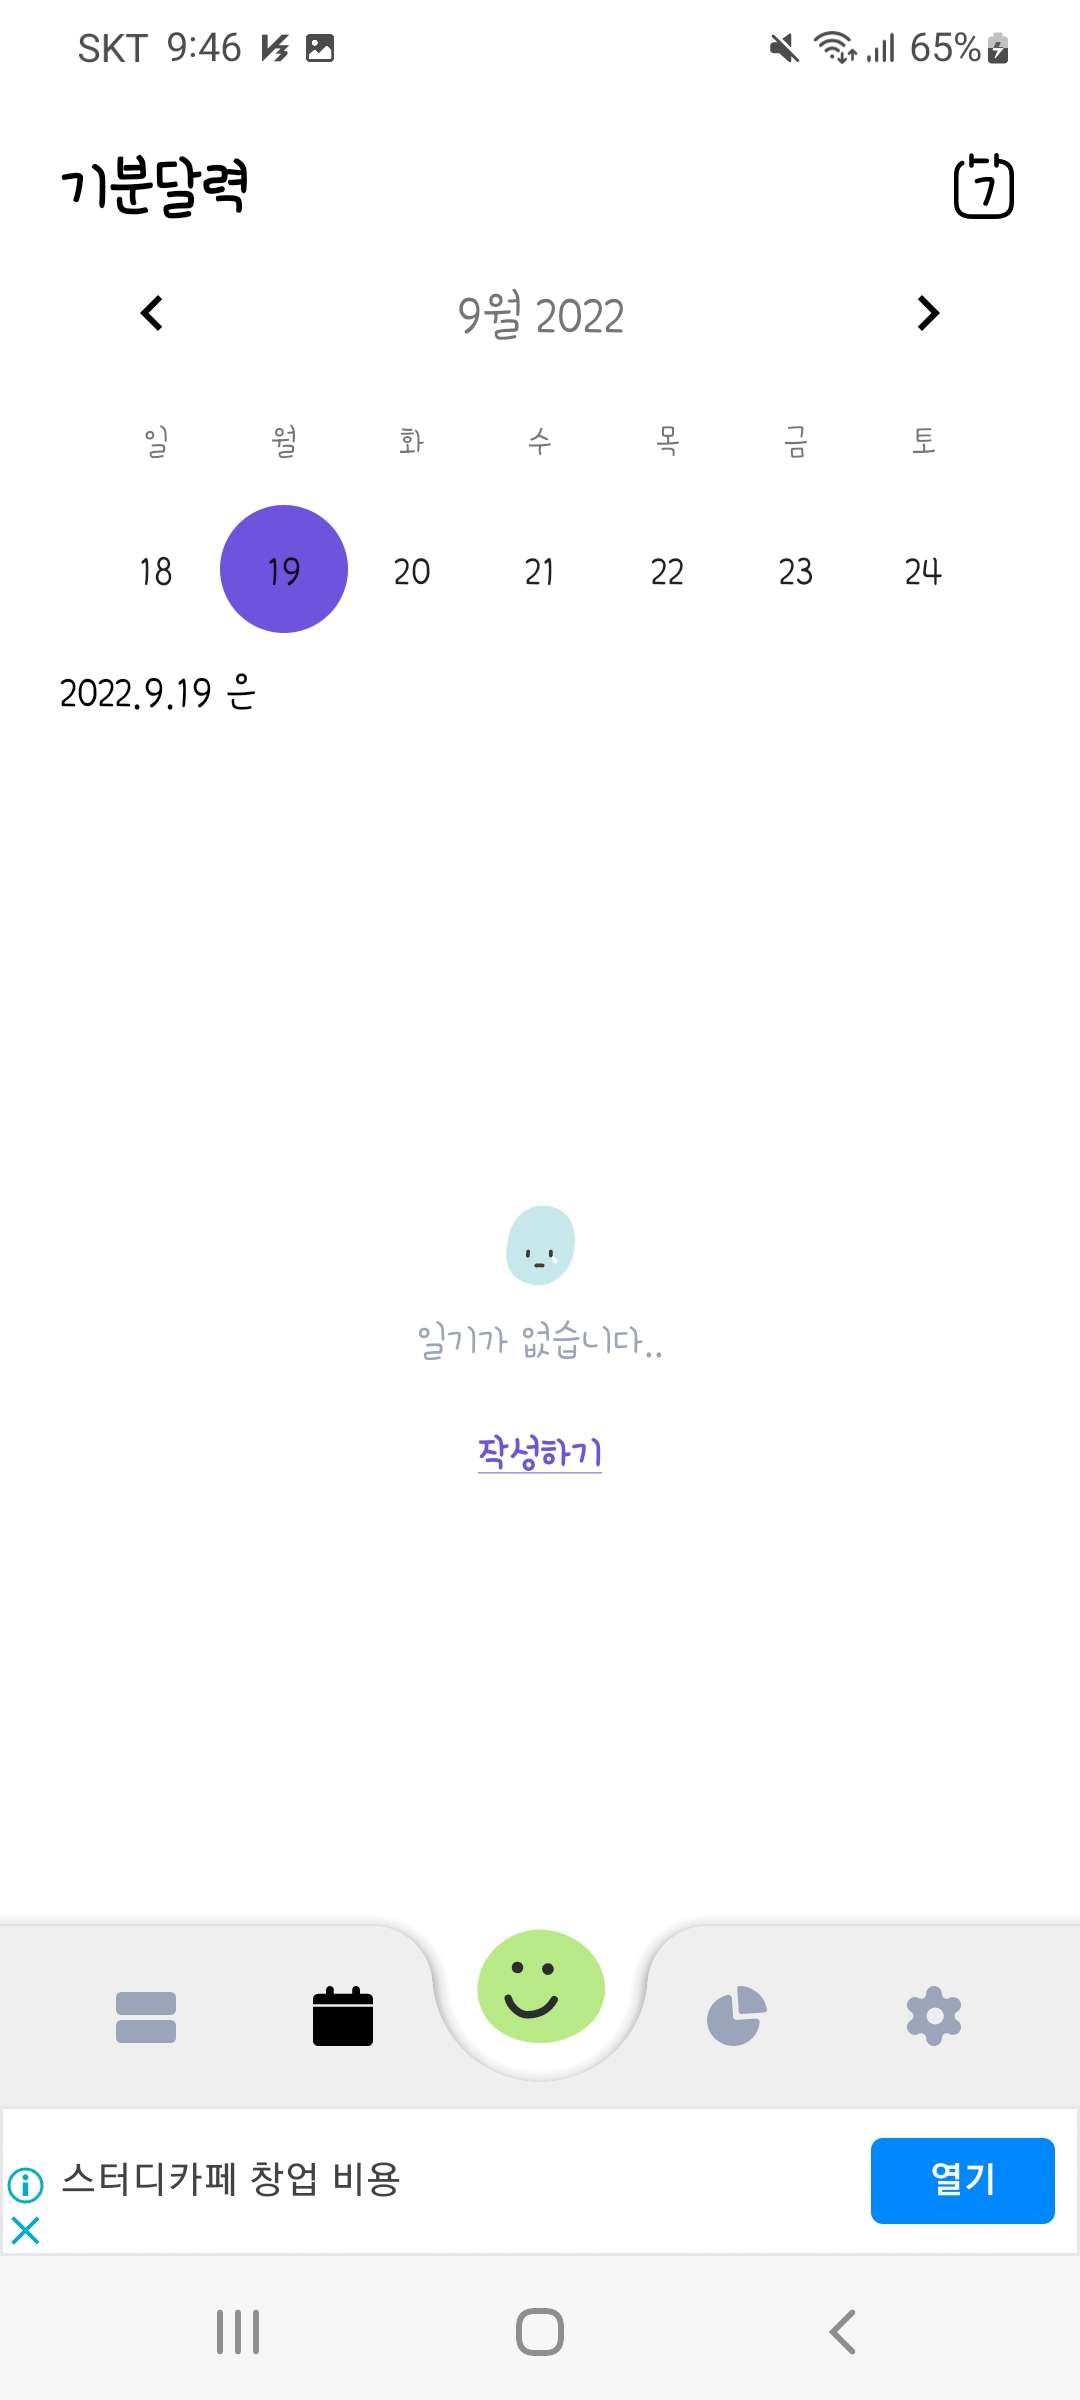 SKT 9:46 65%
기분달력
9월 2022
일 월 화 수 목 금 토
18 19 20 21 22 23 24
2022.9.19 은
일기가 없습니다..
작성하기
스터디카페 창업 비용
열기